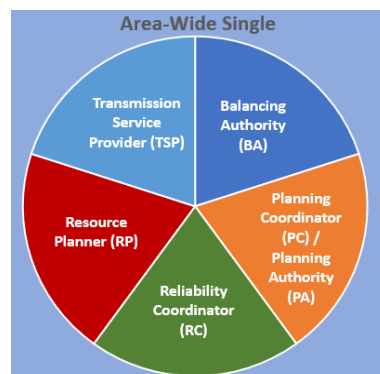 Area-Wide Single
Transmission
Service
Provider (TSP)
Balancing
Authority
(BA)
Planning
Coordinator
(PC) /
Planning
Authority
(PA)
Resource
Planner (RP)
Reliability
Coordinator
(RC)